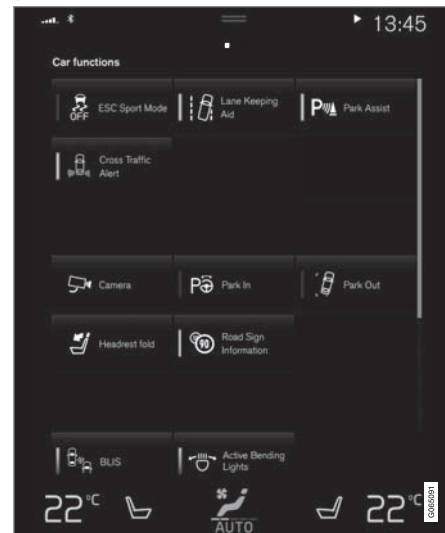 13:45
Car functions
OFF ESC Sport Mode
Lane Keeping
Aid
P Park Assist
Cross Traffic
Alert
Camera
P Park In
Park Out
Headrest fold
90 Road Sign
Information
BLIS
Active Bending
Lights
22°C
AUTO
22°C
G065091